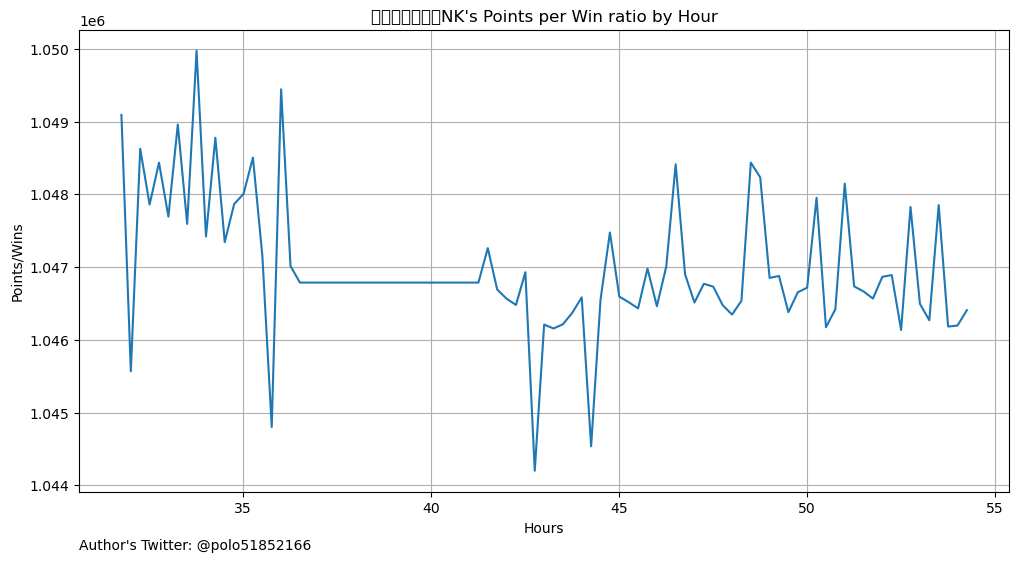 NK's Points per Win ratio by Hour
1e6
1.050
1.049
1.048
1.047
1.046
1.045
1.044
Points/Wins
35 40 45 50 55
Hours
Author's Twitter: @polo51852166